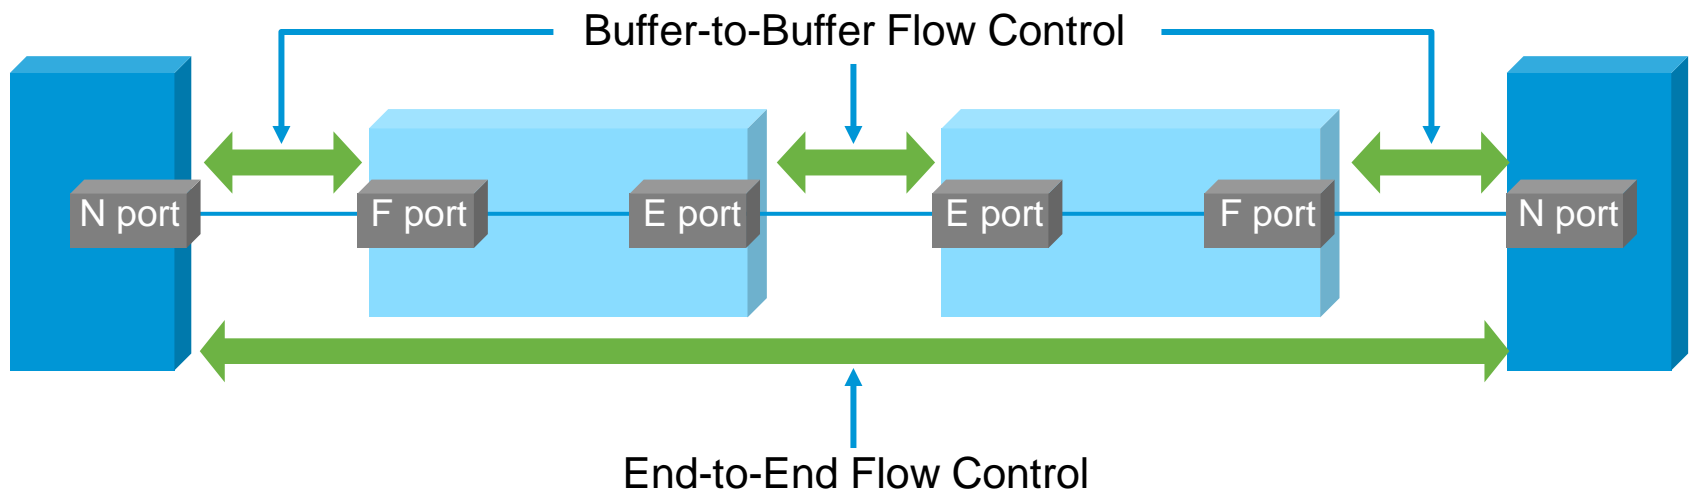 Buffer-to-Buffer Flow Control
N port
F port
E port
E port
F port
N port
End-to-End Flow Control